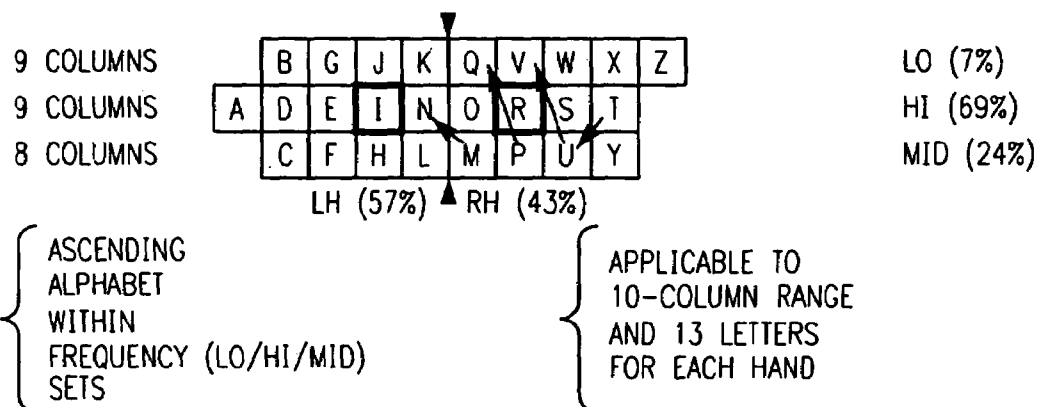 9 COLUMNS B G J K Q V W X Z LO (7%)
9 COLUMNS A D E I N O R S T HI (69%)
8 COLUMNS C F H L M P U Y MID (24%)
LH (57%) RH (43%)
ASCENDING
ALPHABET
WITHIN
FREQUENCY (LO/HI/MID)
SETS
APPLICABLE TO
10-COLUMN RANGE
AND 13 LETTERS
FOR EACH HAND